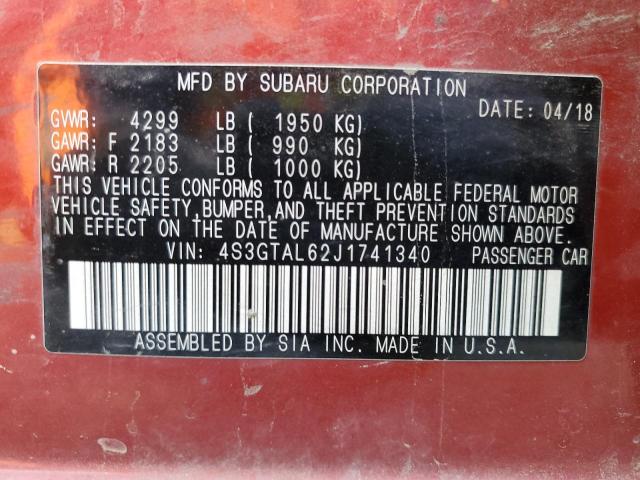 MFD BY SUBARU CORPORATION
DATE: 04/18
GVWR: 4299 LB ( 1950 KG)
GAWR: F 2183 LB ( 990 KG)
GAWR: R 2205 LB ( 1000 KG)
THIS VEHICLE CONFORMS TO ALL APPLICABLE FEDERAL MOTOR
VEHICLE SAFETY, BUMPER, AND THEFT PREVENTION STANDARDS
IN EFFECT ON THE DATE OF MANUFACTURE SHOWN ABOVE.
VIN: 4S3GTAL62J1741340 PASSENGER CAR
ASSEMBLED BY SIA INC. MADE IN U.S.A.